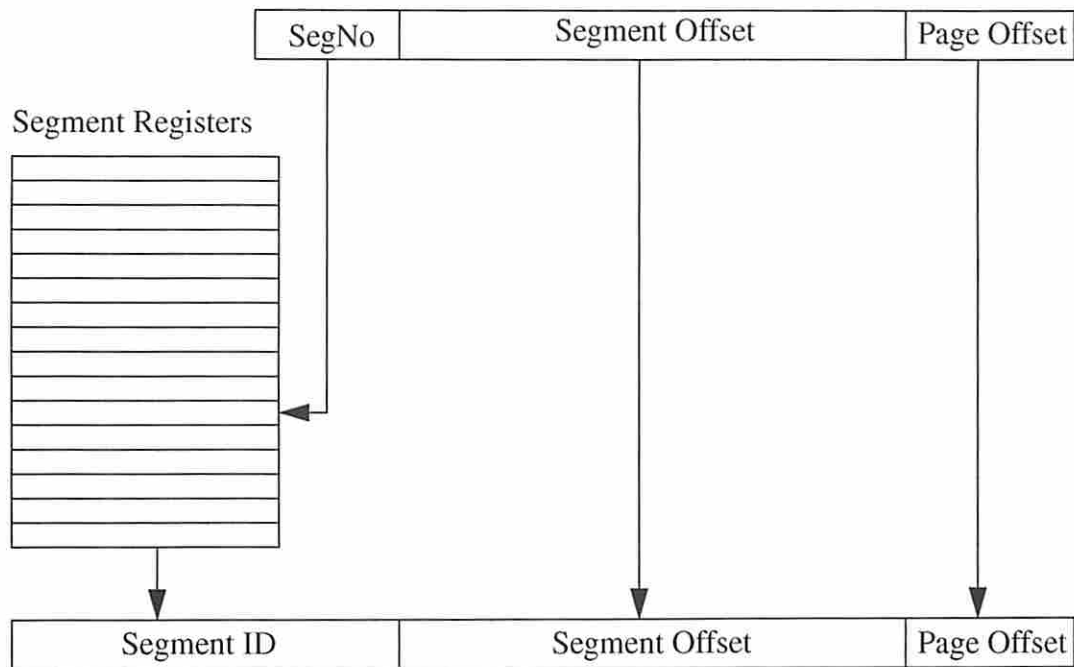 SegNo Segment Offset Page Offset
Segment Registers
Segment ID Segment Offset Page Offset